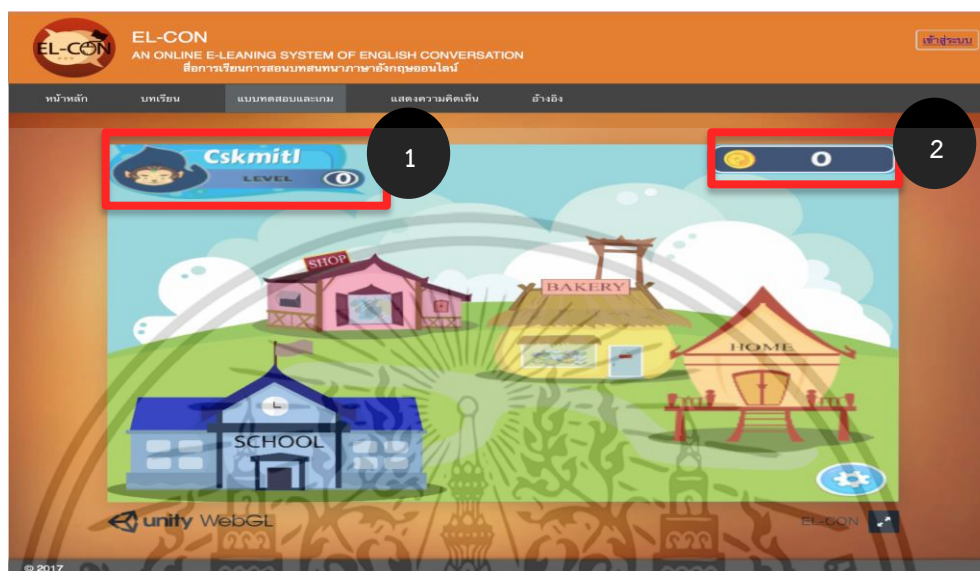 EL-CON
EL-CON
AN ONLINE E-LEANING SYSTEM OF ENGLISH CONVERSATION
สื่อการเรียนการสอนบทสนทนาภาษาอังกฤษออนไลน์
เข้าสู่ระบบ
หน้าหลัก บทเรียน แบบทดสอบและเกม แสดงความคิดเห็น อ้างอิง
Cskmitl
LEVEL 0
1
0
2
SHOP
BAKERY
HOME
SCHOOL
unity WebGL
EL-CON
© 2017